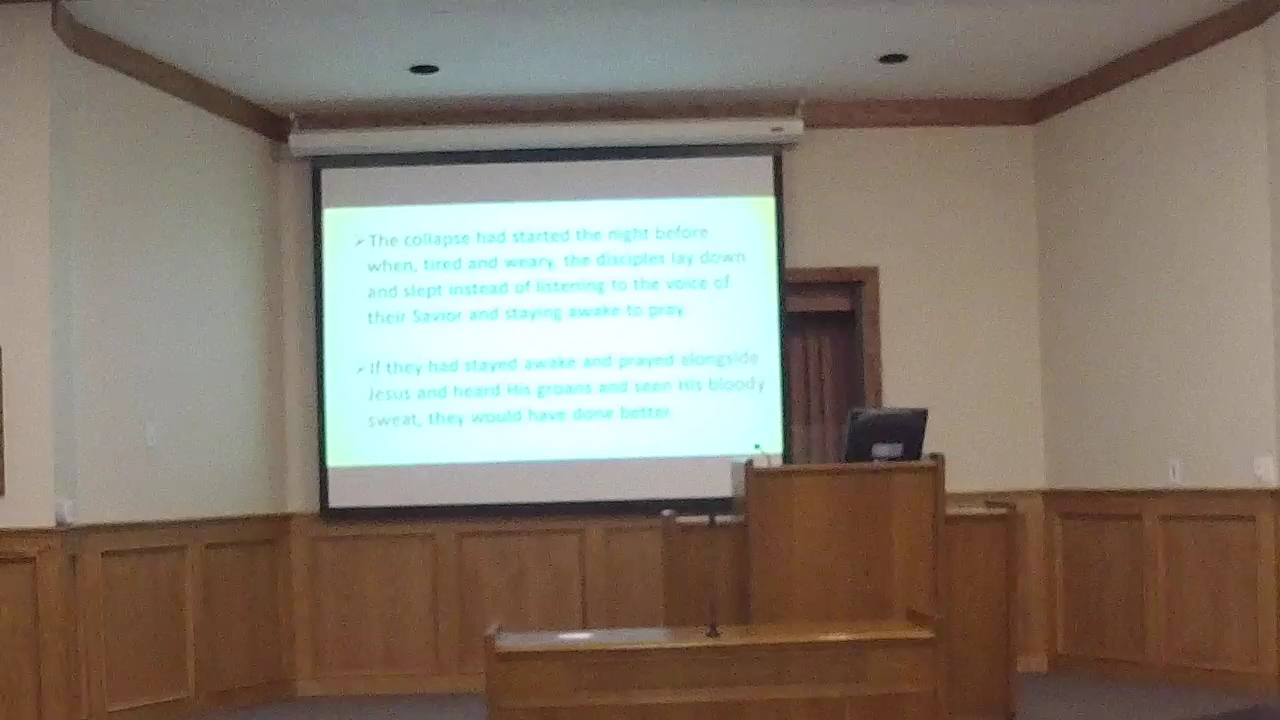 ➢The collapse had started the night before
when, tired and weary, the disciples lay down
and slept instead of listening to the voice of
their Savior and staying awake to pray.
➢If they had stayed awake and prayed alongside
Jesus and heard His groans and seen His bloody
sweat, they would have done better.